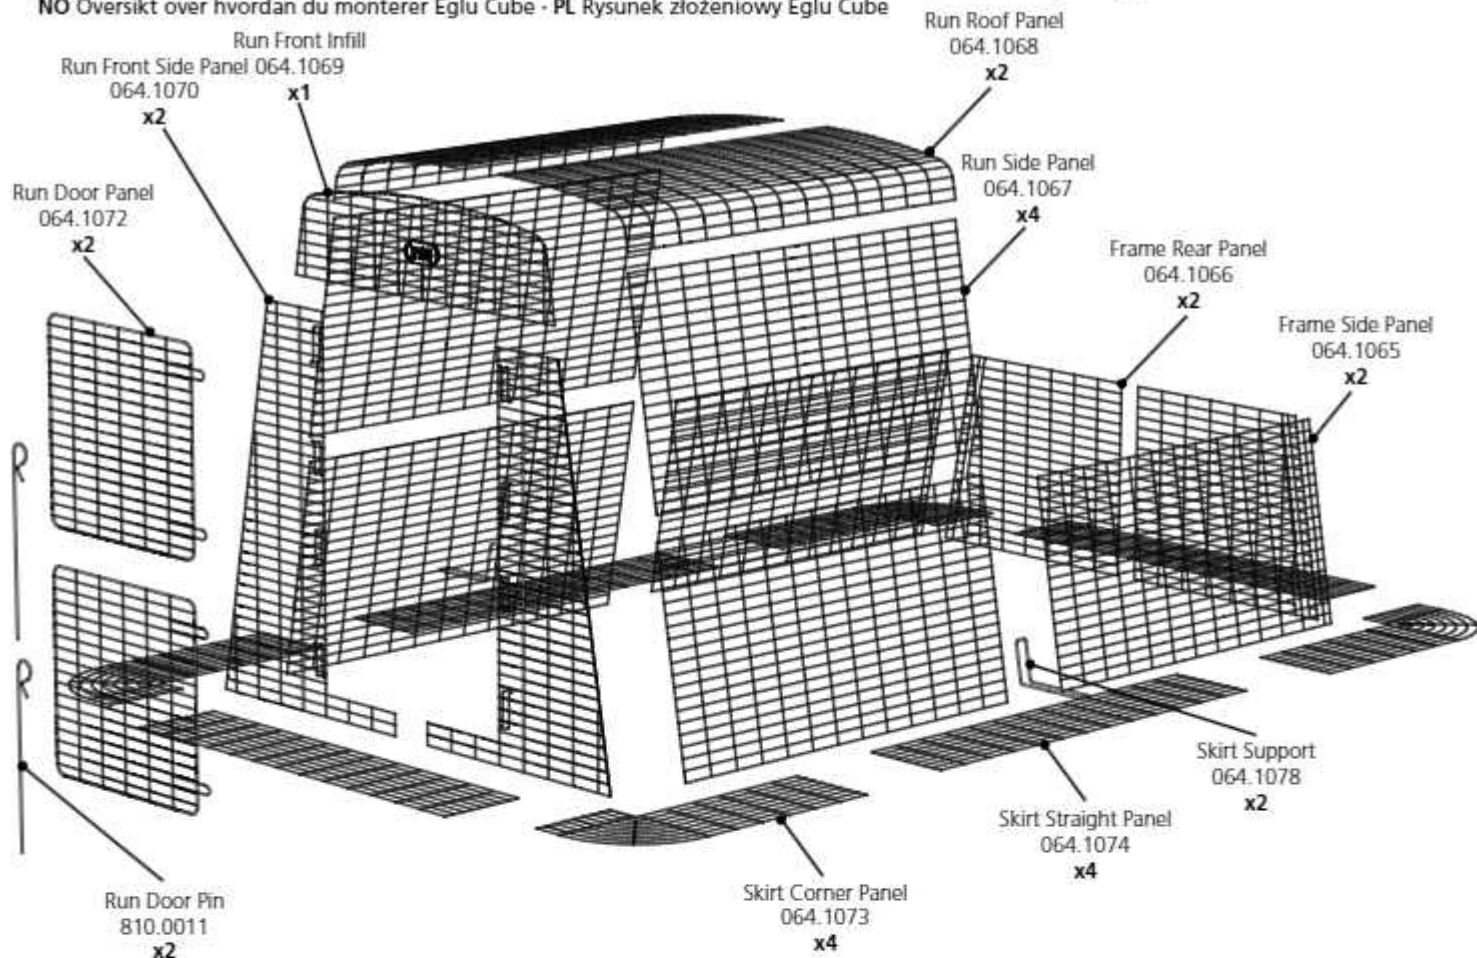 NO Oversikt over hvordan du monterer Eglu Cube - PL Rysunek złożeniowy Eglu Cube
Run Roof Panel
064.1068
x2
Run Front Infill
064.1069
x1
Run Front Side Panel
064.1070
x2
Run Side Panel
064.1067
x4
Run Door Panel
064.1072
x2
Frame Rear Panel
064.1066
x2
Frame Side Panel
064.1065
x2
Skirt Support
064.1078
x2
Skirt Straight Panel
064.1074
x4
Skirt Corner Panel
064.1073
x4
Run Door Pin
810.0011
x2